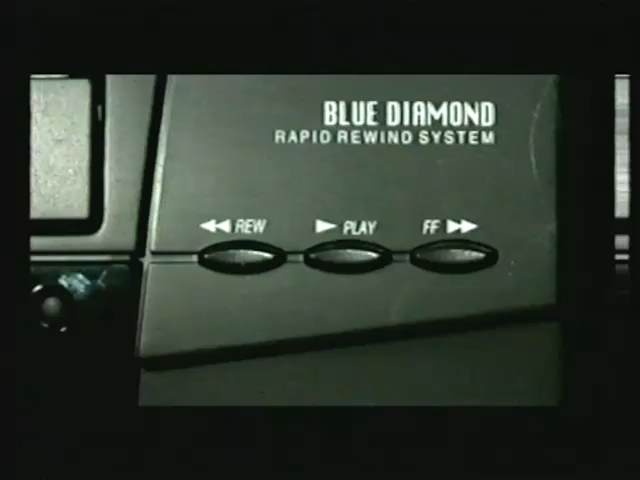 BLUE DIAMOND
RAPID REWIND SYSTEM
REW PLAY FF